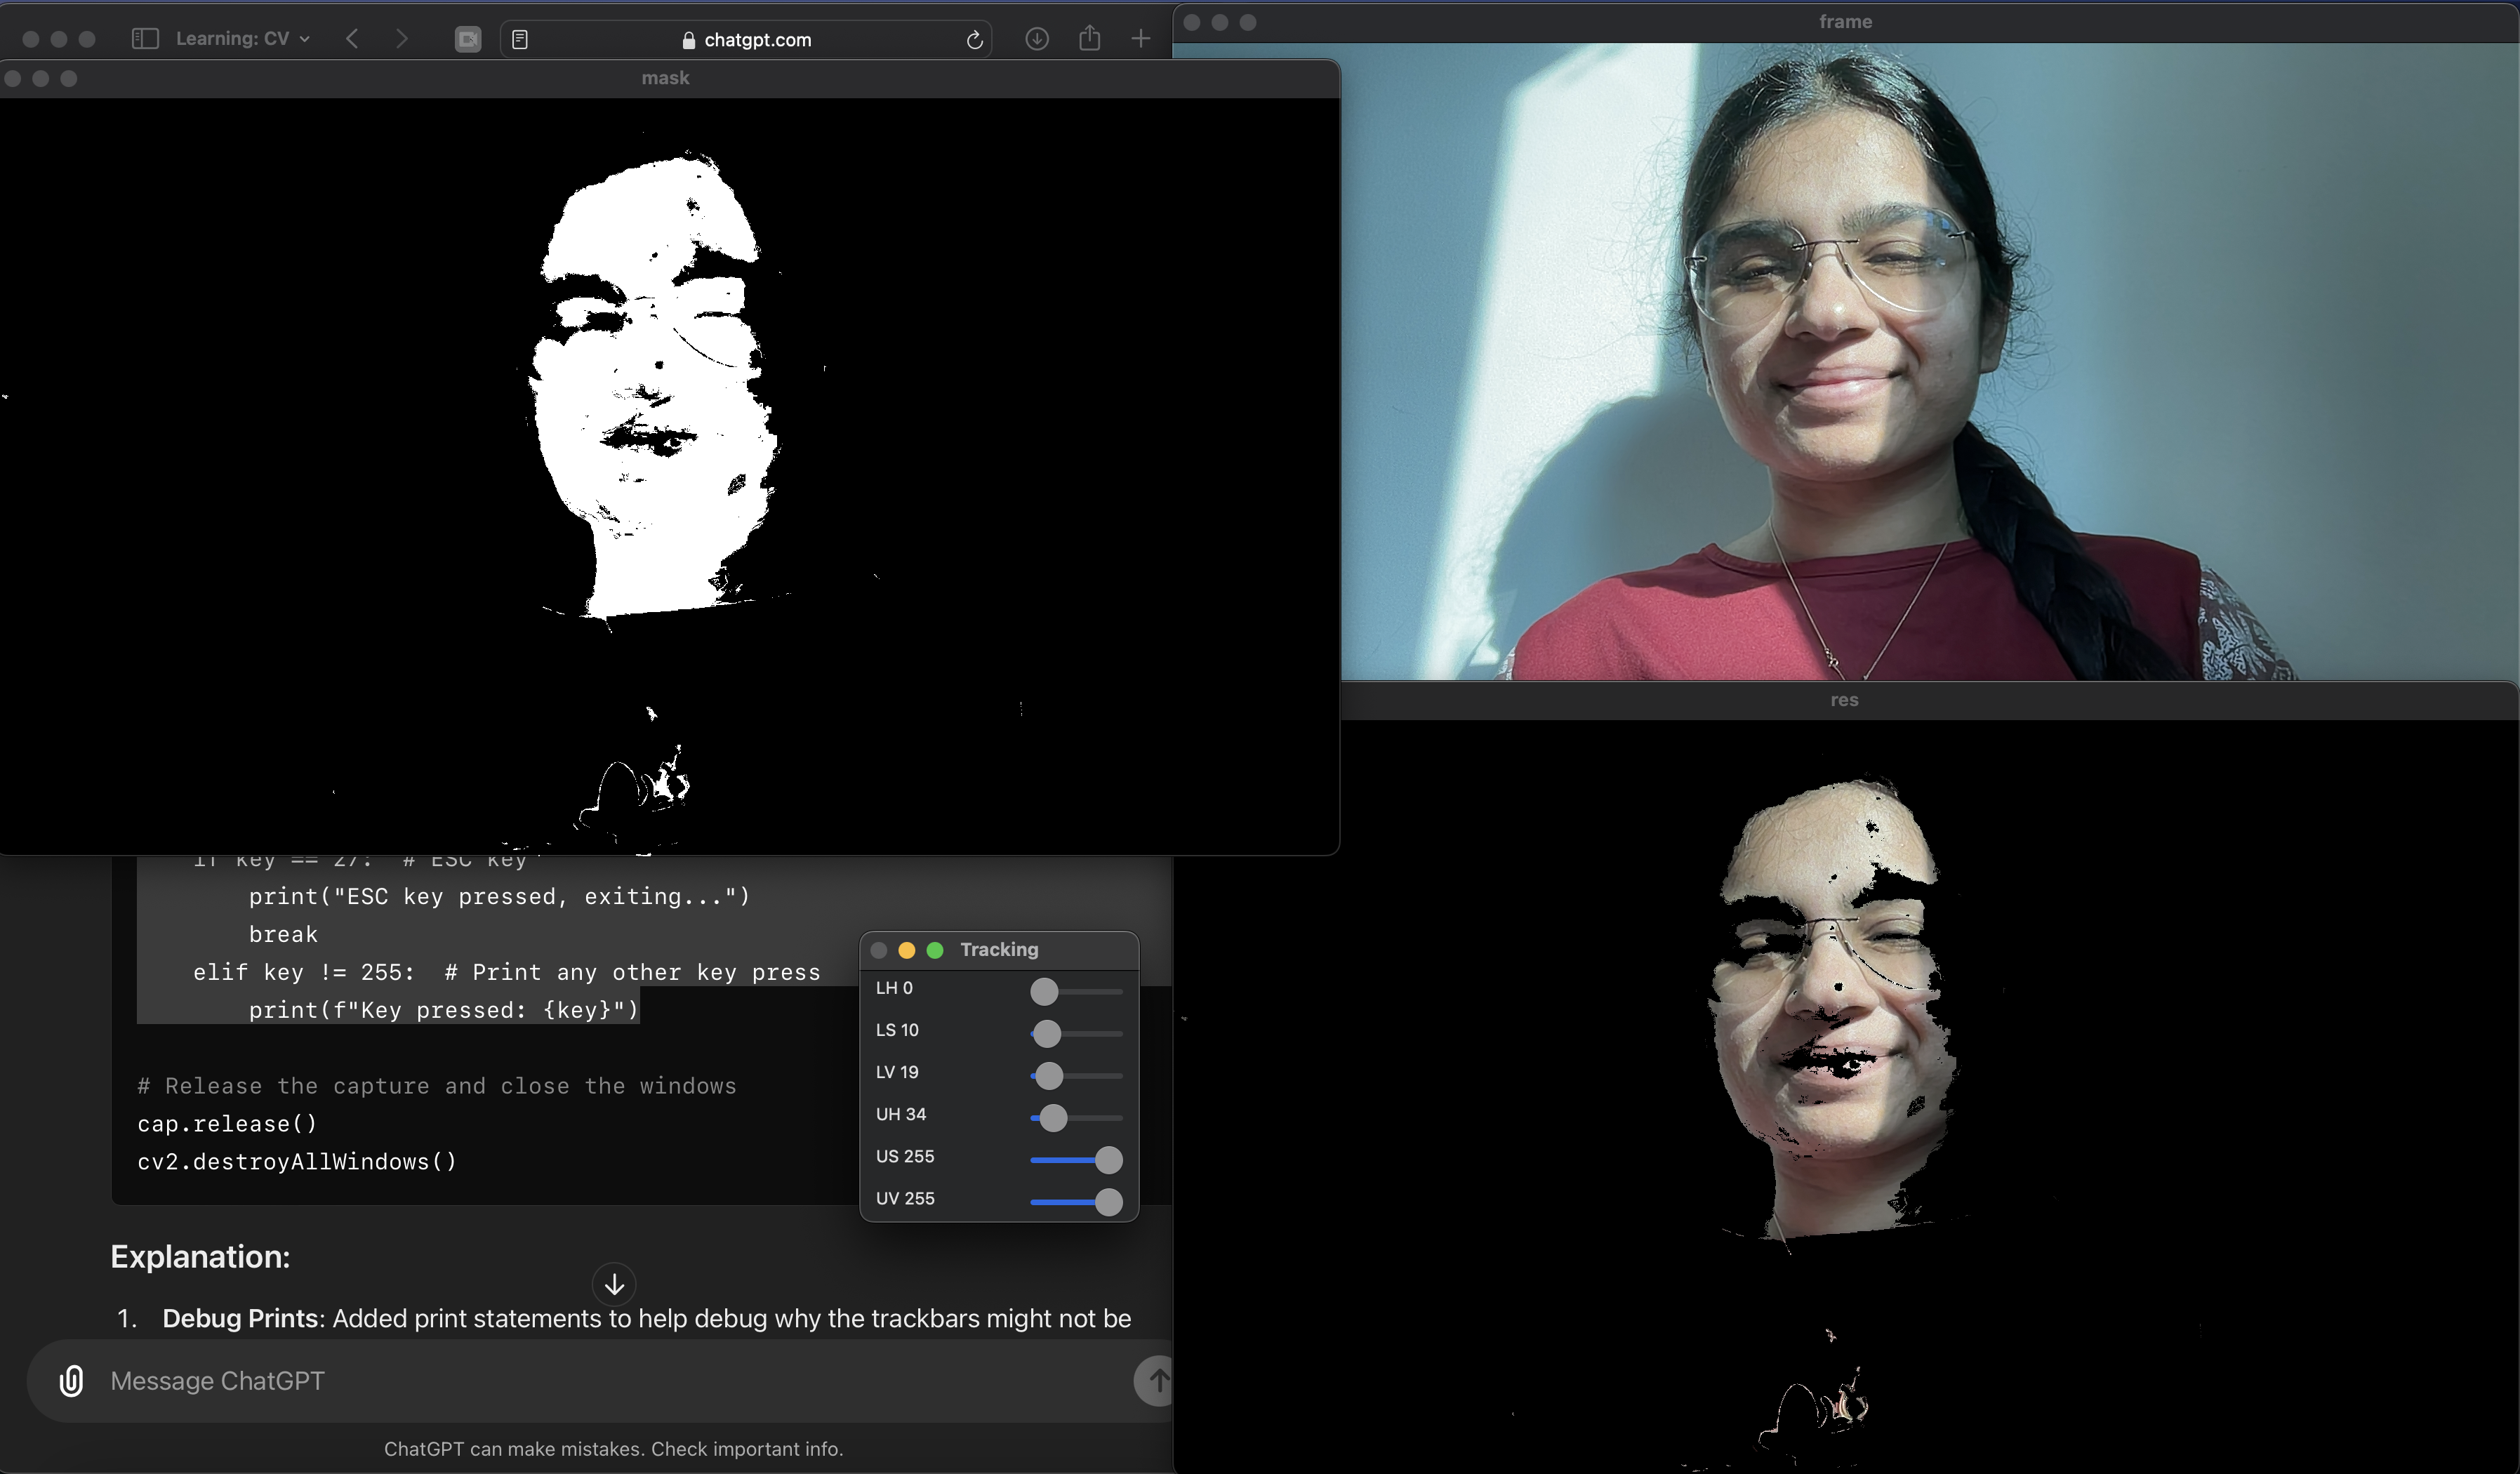 Learning: CV
chatgpt.com
frame
mask
res
if key == 27:  # ESC key
print("ESC key pressed, exiting...")
break
elif key != 255:  # Print any other key press
print(f"Key pressed: {key}")
# Release the capture and close the windows
cap.release()
cv2.destroyAllWindows()
Tracking
LH 0
LS 10
LV 19
UH 34
US 255
UV 255
Explanation:
1. Debug Prints: Added print statements to help debug why the trackbars might not be
Message ChatGPT
ChatGPT can make mistakes. Check important info.